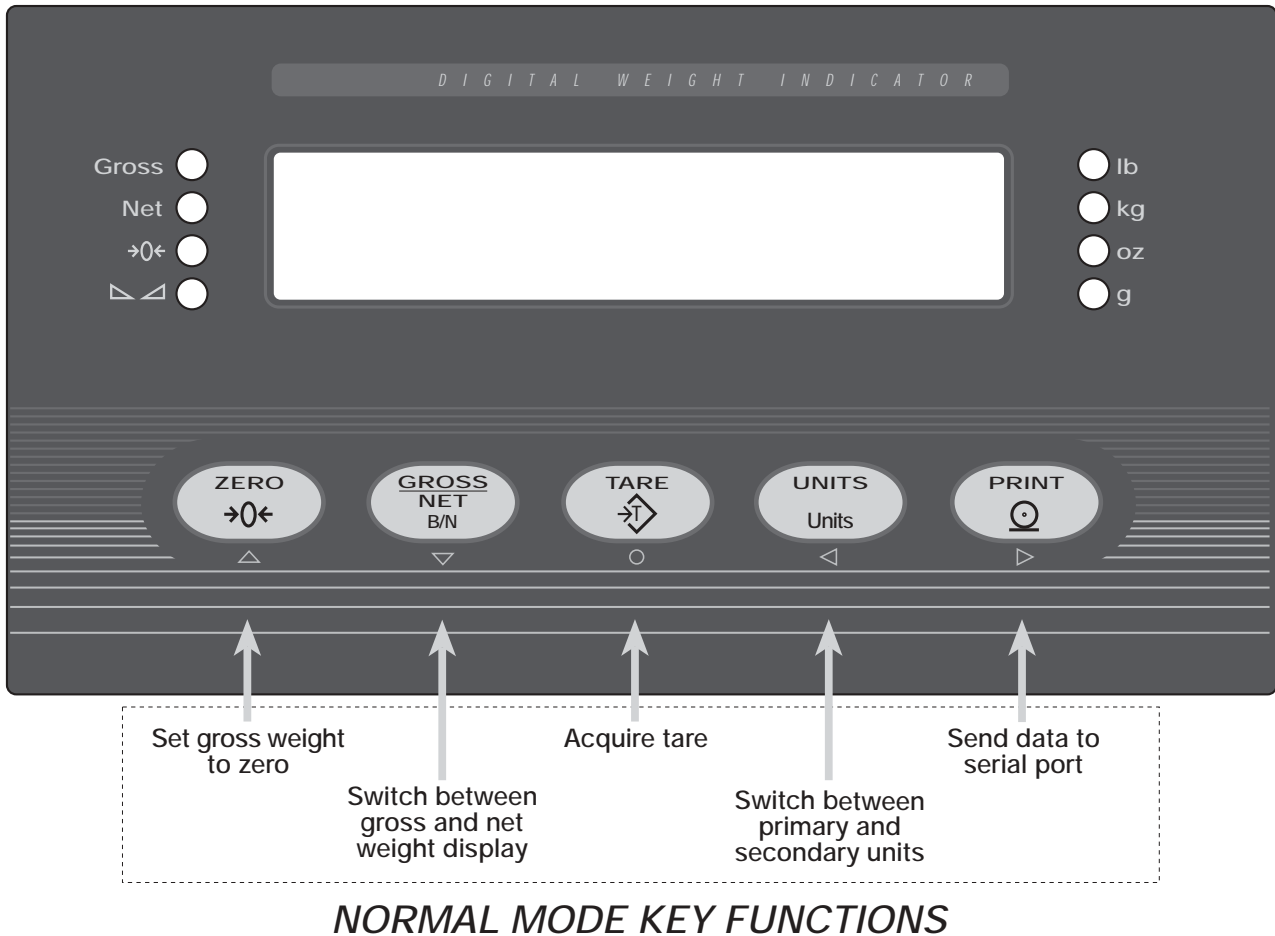 DIGITAL WEIGHT INDICATOR
Gross
Net
→0←
lb
kg
oz
g
ZERO
→0←
GROSS
NET
B/N
TARE
→T
UNITS
Units
PRINT
Set gross weight
to zero
Switch between
gross and net
weight display
Acquire tare
Switch between
primary and
secondary units
Send data to
serial port
NORMAL MODE KEY FUNCTIONS